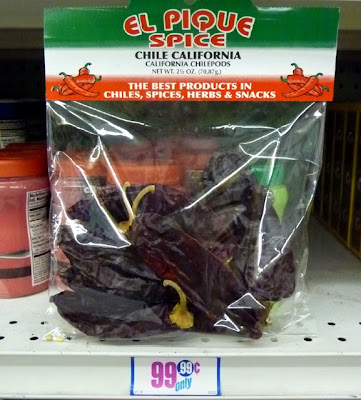 EL PIQUE
SPICE
CHILE CALIFORNIA
CALIFORNIA CHILEPODS
NET WT. 2½ OZ. (70.87g.)
THE BEST PRODUCTS IN
CHILES, SPICES, HERBS & SNACKS
99 99¢
only